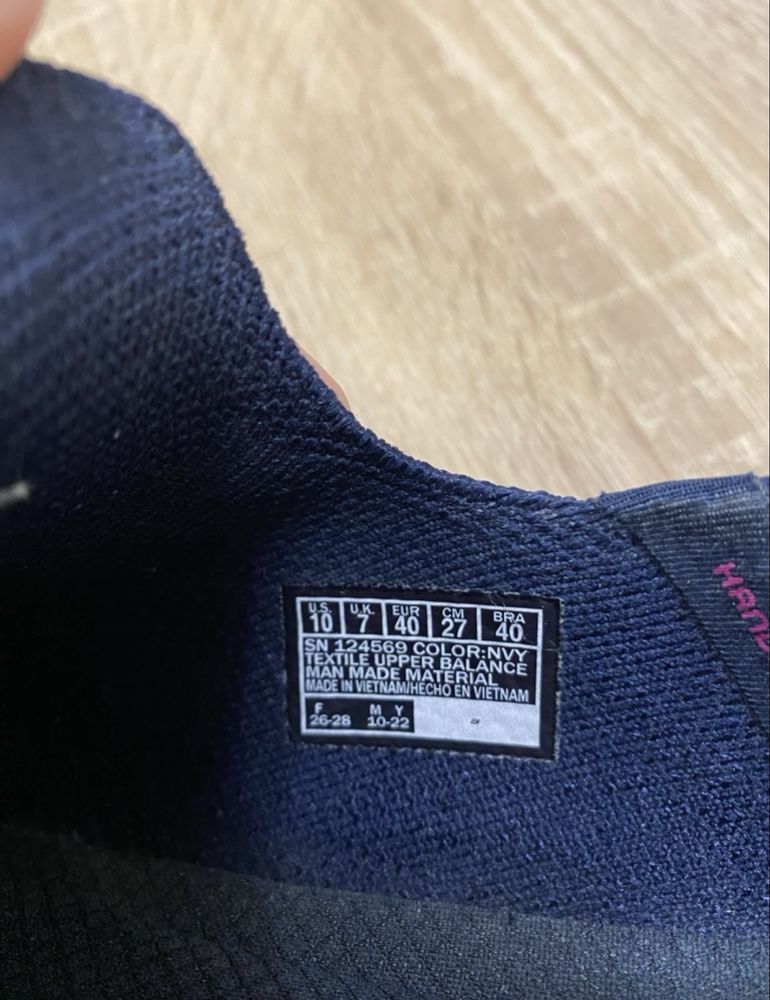 U.S. U.K. EUR CM BRA
10 7 40 27 40
SN 124569 COLOR:NVY
TEXTILE UPPER BALANCE
MAN MADE MATERIAL
MADE IN VIETNAM/HECHO EN VIETNAM
F M Y
26-28 10-22